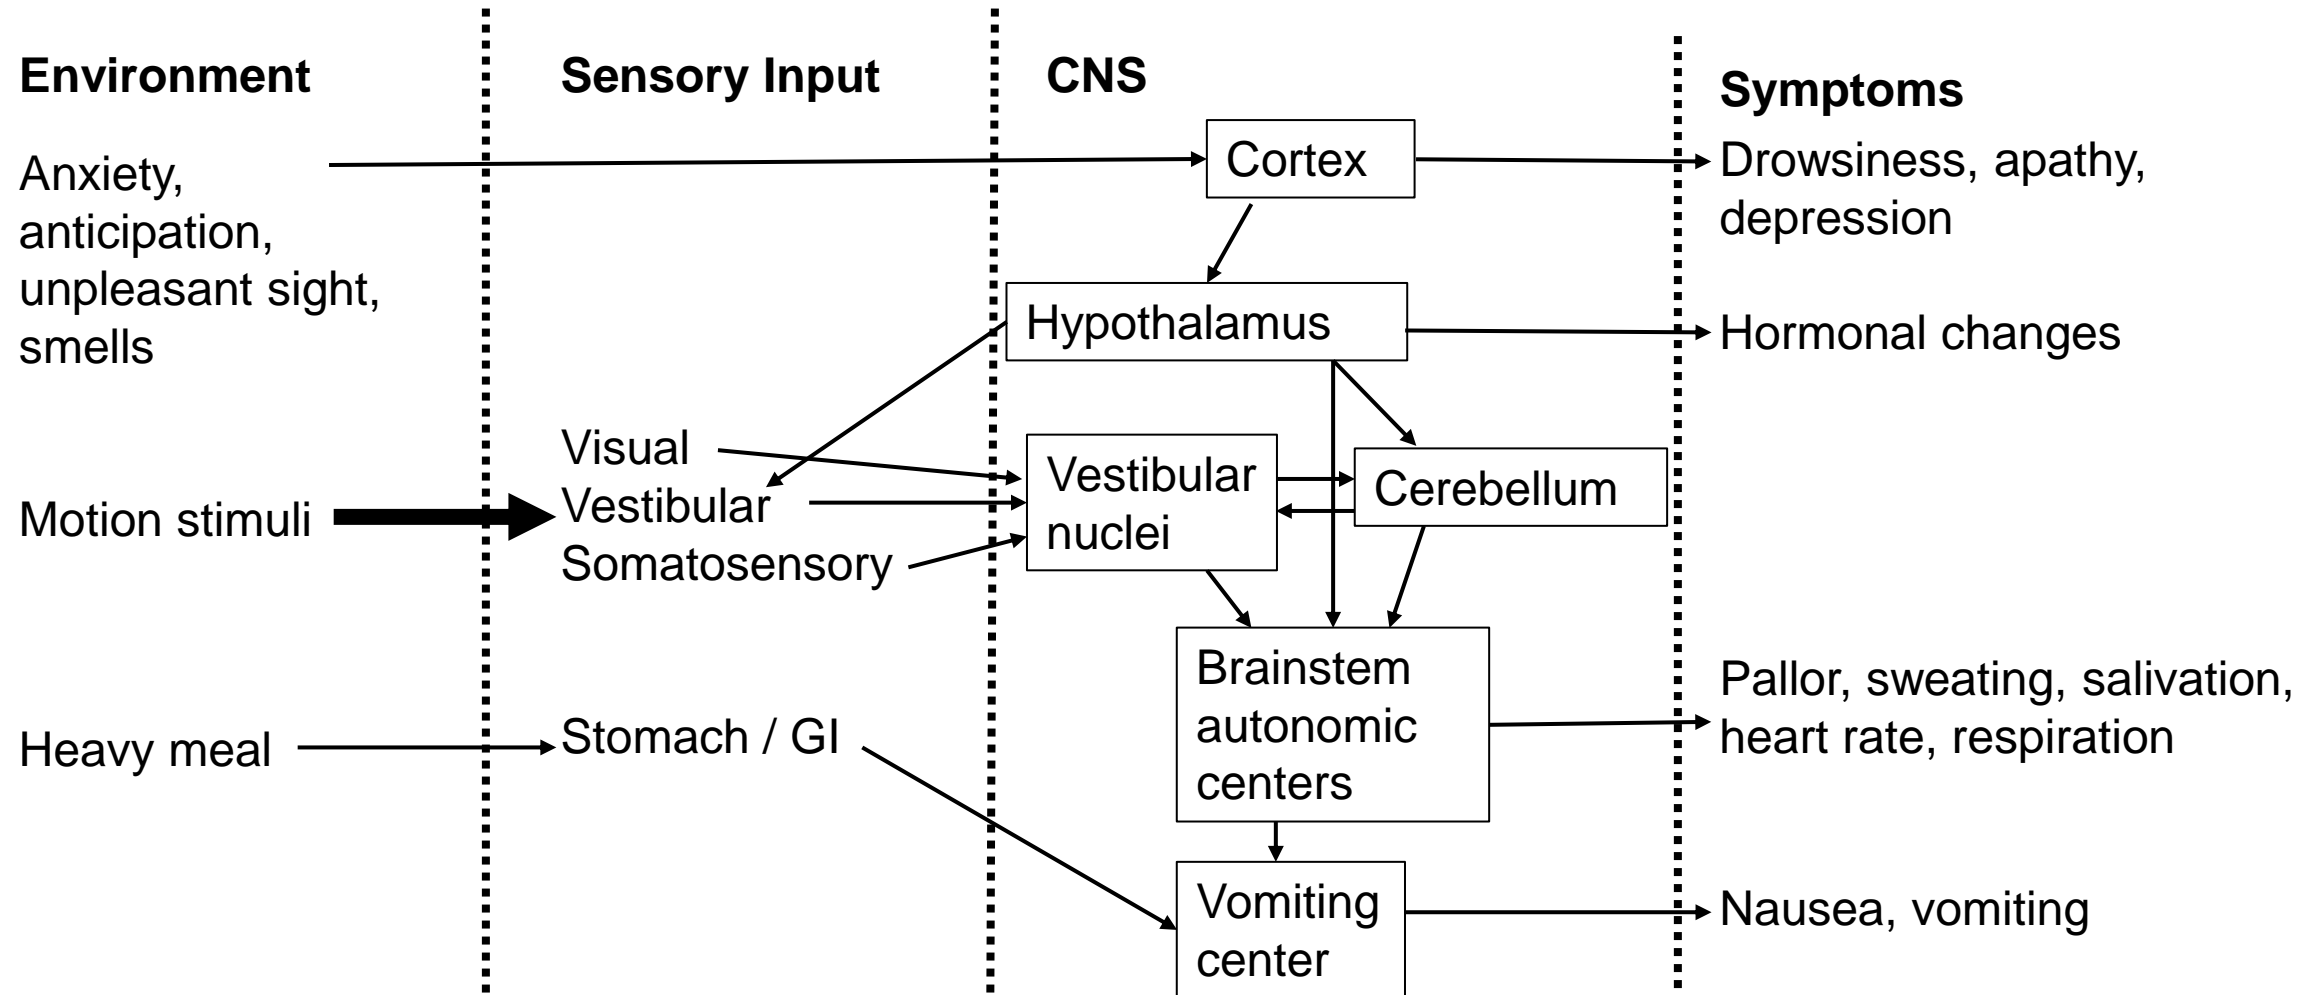 Environment
Sensory Input
CNS
Symptoms
Anxiety,
anticipation,
unpleasant sight,
smells
Cortex
Drowsiness, apathy,
depression
Hypothalamus
Hormonal changes
Motion stimuli
Visual
Vestibular
Somatosensory
Vestibular
nuclei
Cerebellum
Brainstem
autonomic
centers
Pallor, sweating, salivation,
heart rate, respiration
Heavy meal
Stomach / GI
Vomiting
center
Nausea, vomiting